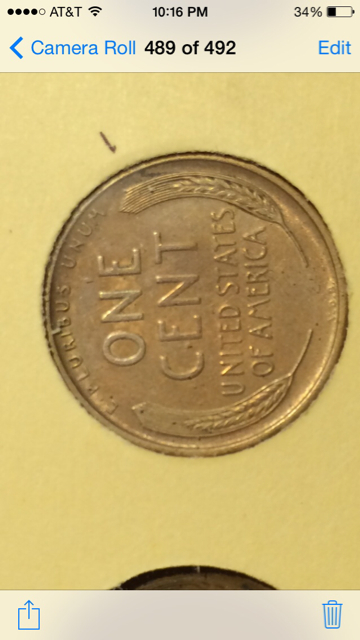 AT&T 10:16 PM 34%
Camera Roll 489 of 492 Edit
E PLURIBUS UNUM
ONE
CENT
UNITED STATES
OF AMERICA